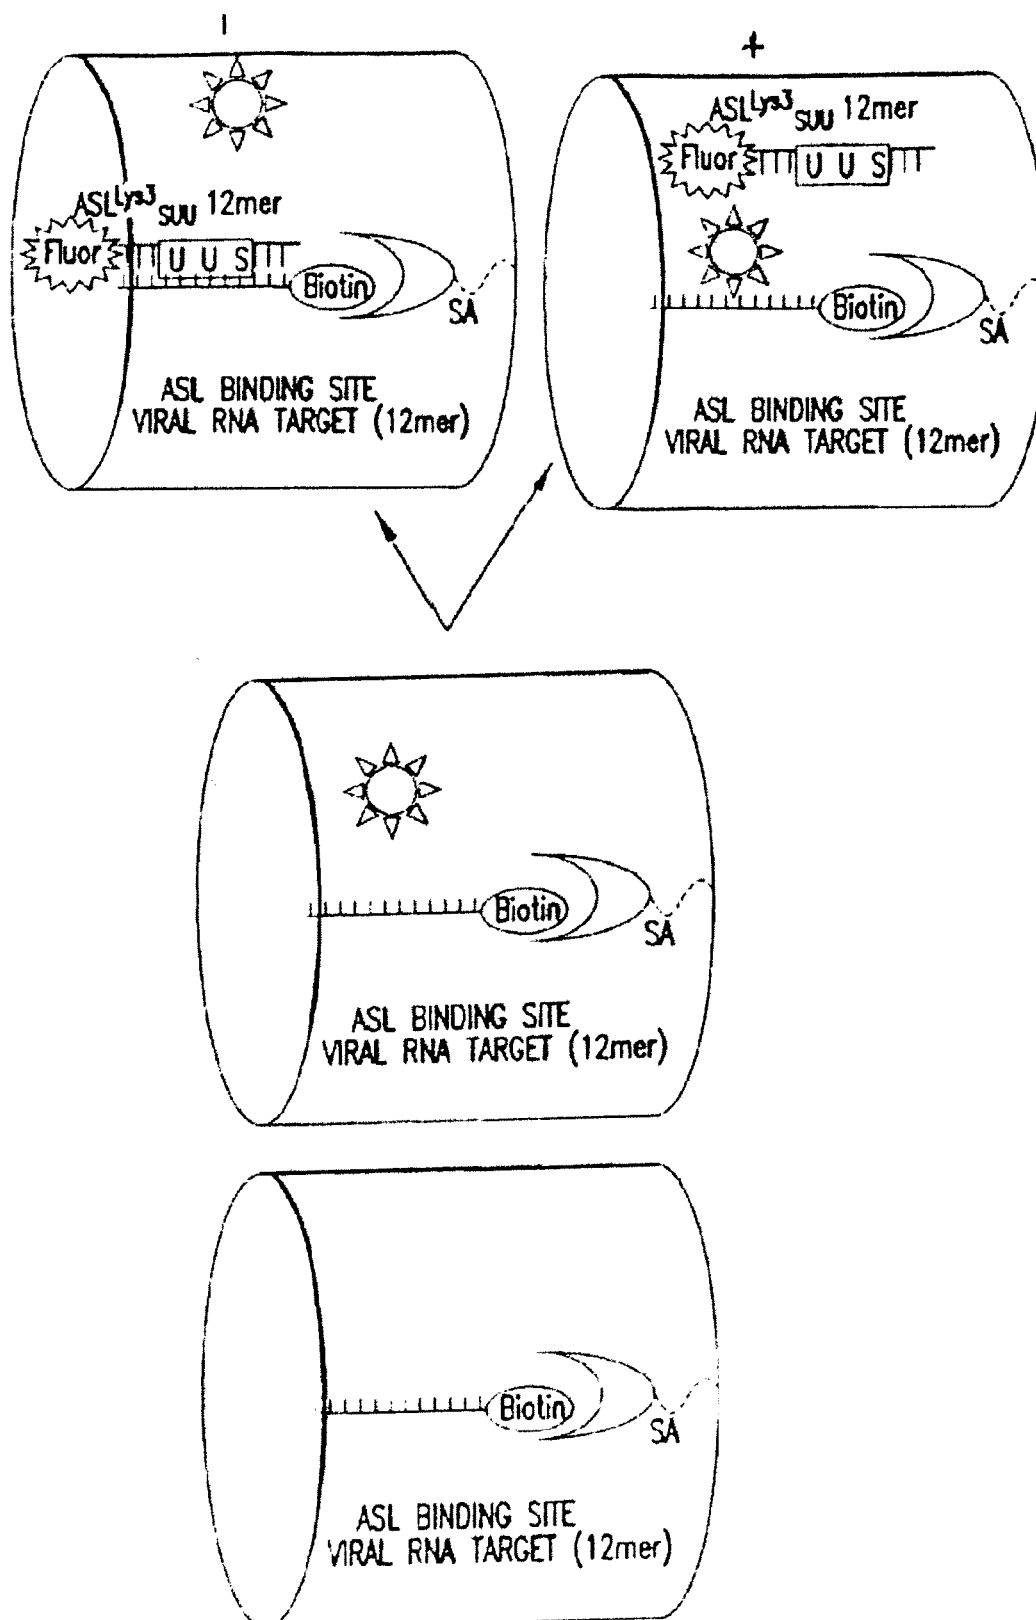 –
ASL Lys3 SUU 12mer
Fluor
U U S
Biotin
SA
ASL BINDING SITE
VIRAL RNA TARGET (12mer)
+
ASL Lys3 SUU 12mer
Fluor
U U S
Biotin
SA
ASL BINDING SITE
VIRAL RNA TARGET (12mer)
Biotin
SA
ASL BINDING SITE
VIRAL RNA TARGET (12mer)
Biotin
SA
ASL BINDING SITE
VIRAL RNA TARGET (12mer)